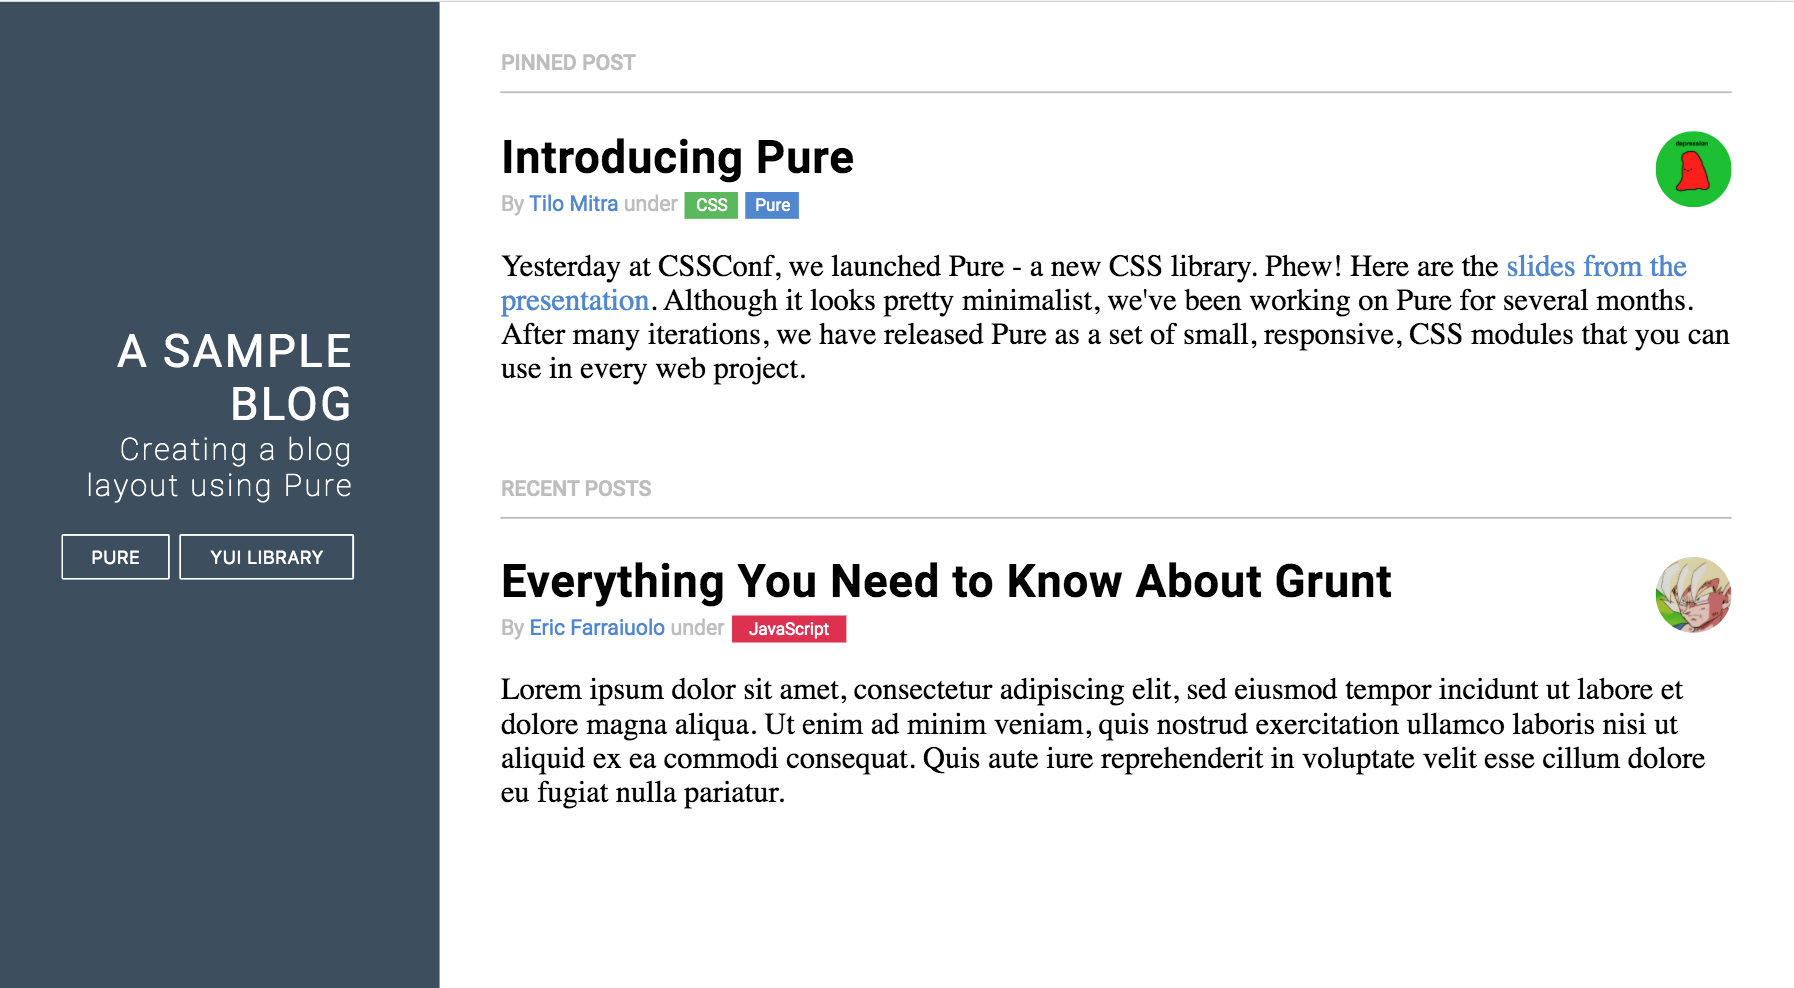 A SAMPLE
BLOG
Creating a blog
layout using Pure
PURE
YUI LIBRARY
PINNED POST
Introducing Pure
depression
By Tilo Mitra under CSS Pure
Yesterday at CSSConf, we launched Pure - a new CSS library. Phew! Here are the slides from the
presentation. Although it looks pretty minimalist, we've been working on Pure for several months.
After many iterations, we have released Pure as a set of small, responsive, CSS modules that you can
use in every web project.
RECENT POSTS
Everything You Need to Know About Grunt
By Eric Farraiuolo under JavaScript
Lorem ipsum dolor sit amet, consectetur adipiscing elit, sed eiusmod tempor incidunt ut labore et
dolore magna aliqua. Ut enim ad minim veniam, quis nostrud exercitation ullamco laboris nisi ut
aliquid ex ea commodi consequat. Quis aute iure reprehenderit in voluptate velit esse cillum dolore
eu fugiat nulla pariatur.